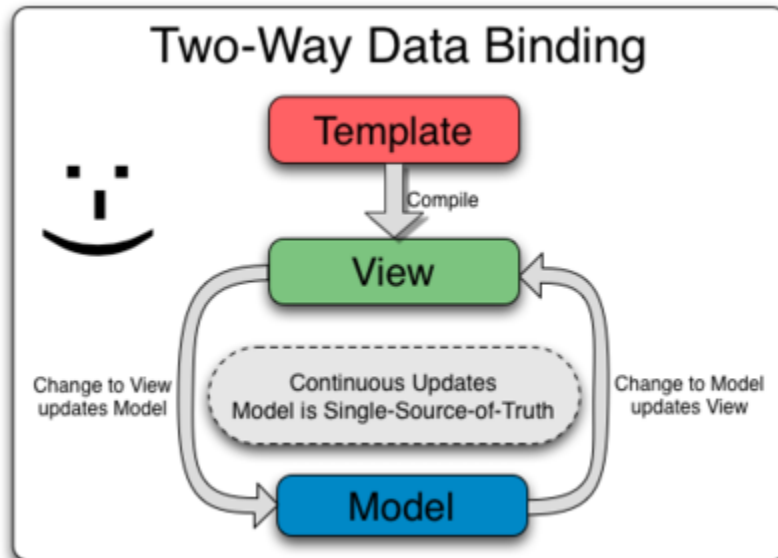 Two-Way Data Binding
Template
Compile
View
Change to View
updates Model
Continuous Updates
Model is Single-Source-of-Truth
Change to Model
updates View
Model